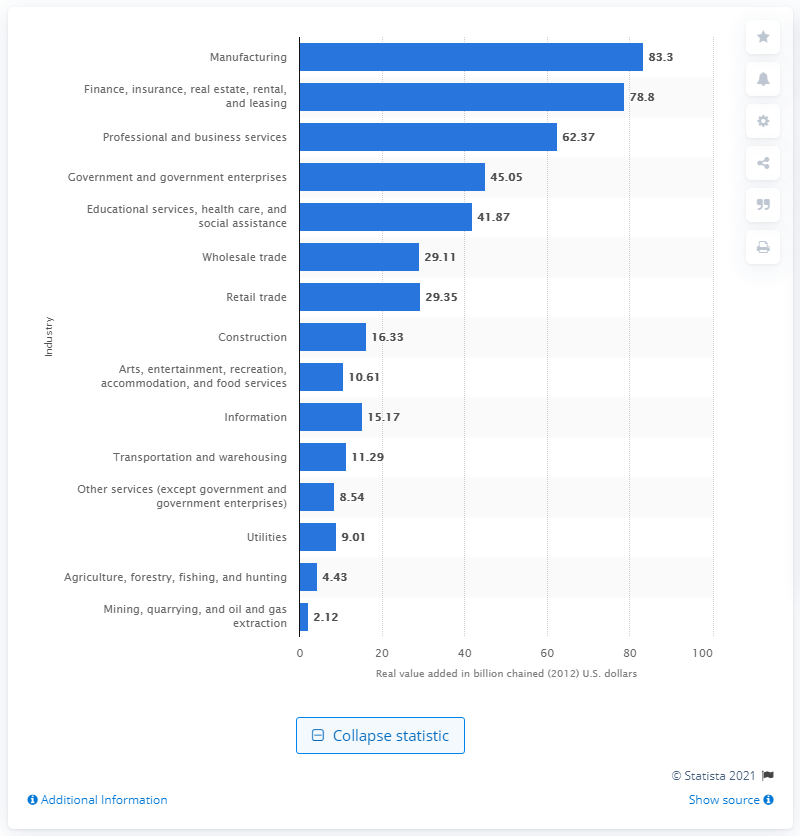 Manufacturing
83.3
Finance, insurance, real estate, rental,
and leasing
78.8
Professional and business services
62.37
Government and government enterprises
45.05
Educational services, health care, and
social assistance
41.87
Wholesale trade
29.11
Retail trade
29.35
Construction
16.33
Arts, entertainment, recreation,
accommodation, and food services
10.61
Information
15.17
Transportation and warehousing
11.29
Other services (except government and
government enterprises)
8.54
Utilities
9.01
Agriculture, forestry, fishing, and hunting
4.43
Mining, quarrying, and oil and gas
extraction
2.12
Industry
0 20 40 60 80 100
Real value added in billion chained (2012) U.S. dollars
Collapse statistic
© Statista 2021
Additional Information
Show source